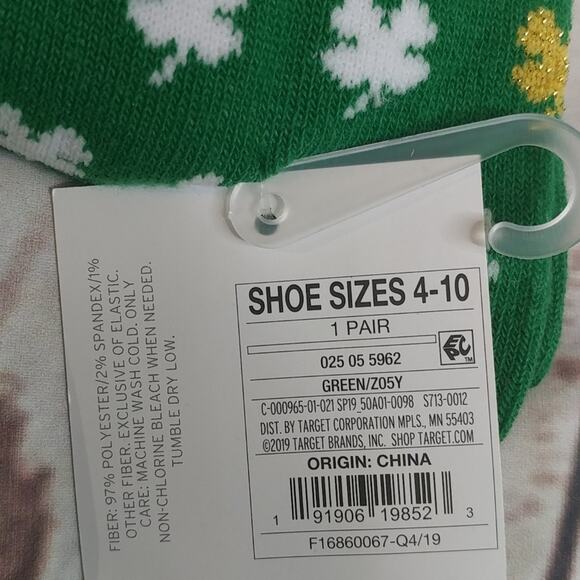 SHOE SIZES 4-10
1 PAIR
EPC TM
025 05 5962
GREEN/Z05Y
C-000965-01-021 SP19_50A01-0098 S713-0012
DIST. BY TARGET CORPORATION MPLS., MN 55403
©2019 TARGET BRANDS, INC. SHOP TARGET.COM
ORIGIN: CHINA
1 91906 19852 3
F16860067-Q4/19
FIBER: 97% POLYESTER/2% SPANDEX/1%
OTHER FIBER. EXCLUSIVE OF ELASTIC.
CARE: MACHINE WASH COLD. ONLY
NON-CHLORINE BLEACH WHEN NEEDED.
TUMBLE DRY LOW.